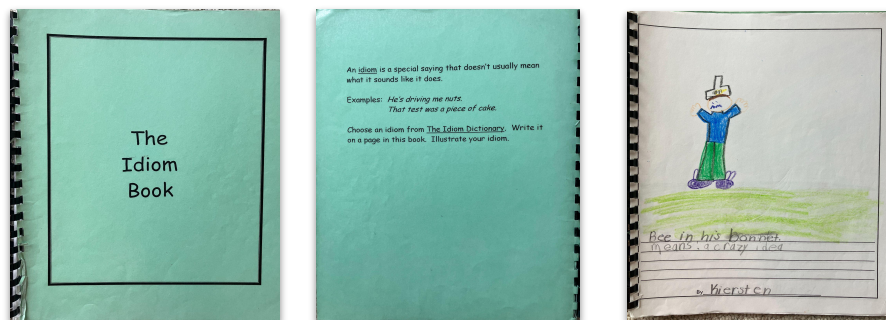 The
Idiom
Book
An idiom is a special saying that doesn't usually mean
what it sounds like it does.
Examples: He's driving me nuts.
That test was a piece of cake.
Choose an idiom from The Idiom Dictionary. Write it
on a page in this book. Illustrate your idiom.
Bee in his bonnet.
means a crazy idea
By Kiersten